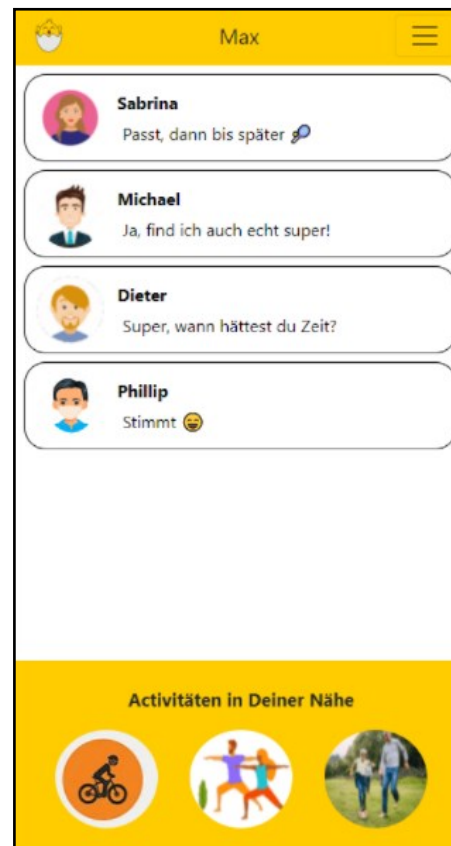 Max
Sabrina
Passt, dann bis später 🎾
Michael
Ja, find ich auch echt super!
Dieter
Super, wann hättest du Zeit?
Phillip
Stimmt 😄
Activitäten in Deiner Nähe